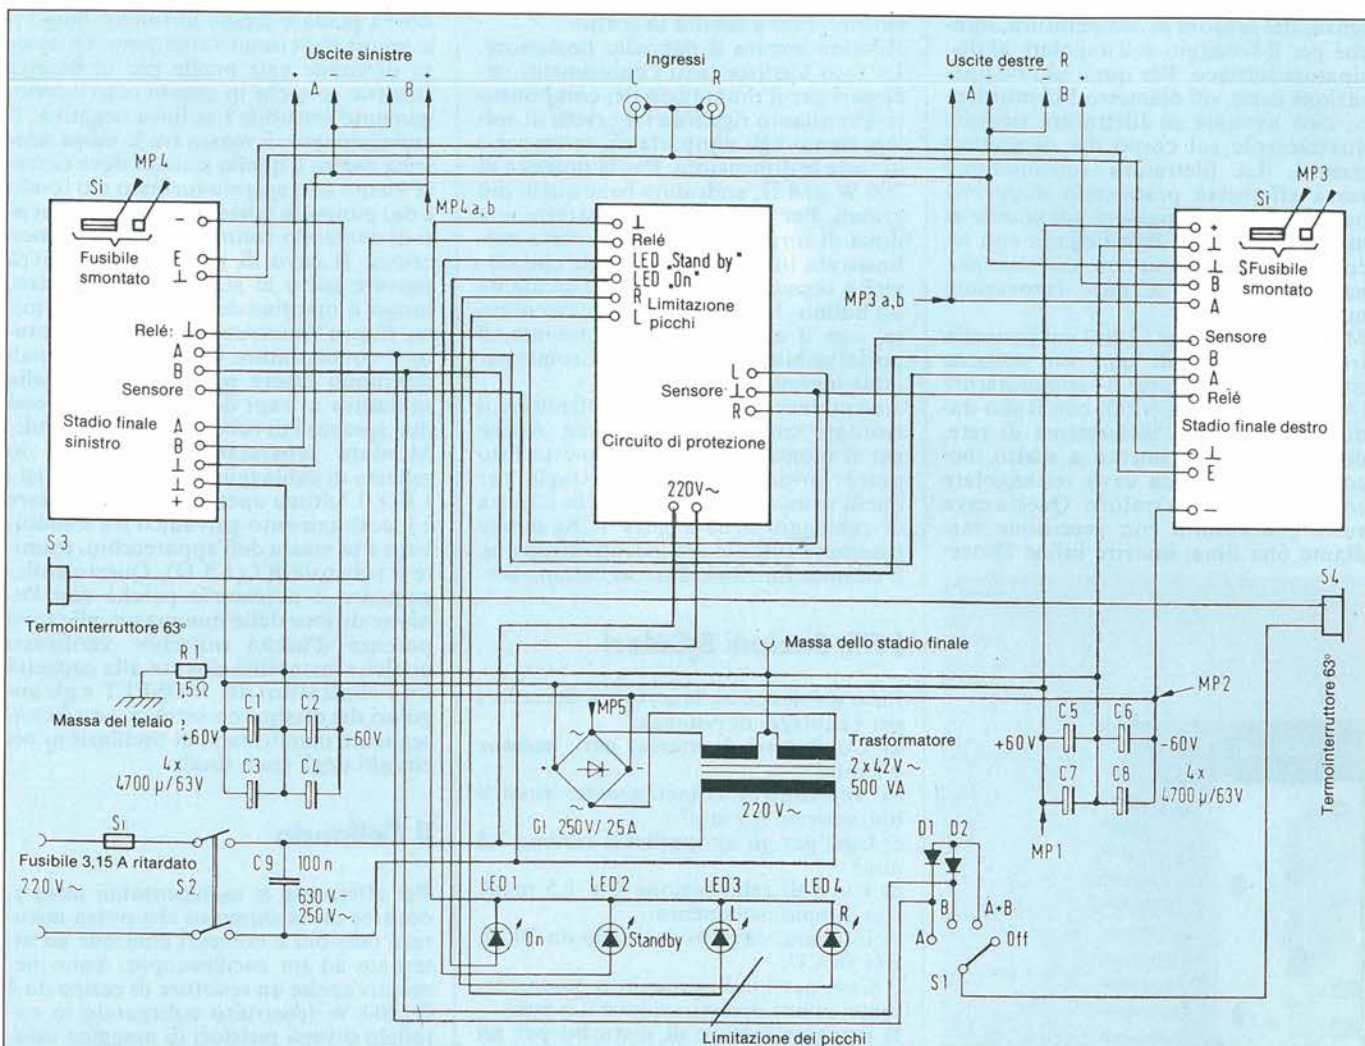 Uscite sinistre
+ A - + B -
Ingressi
L R
Uscite destre
+ A - + B - R
MP4
Si
Fusibile
smontato
-
E
⊥
Relé: ⊥
A
B
Sensore
Stadio finale
sinistro
A
B
⊥
⊥
+
MP4a,b
⊥
Relé
LED „Stand by"
LED „On"
R Limitazione
L picchi
L
Sensore ⊥
R
Circuito di protezione
220V~
MP3
Si
+
⊥
⊥
B
A
SFusibile
smontato
MP3 a,b
Sensore
B
A
Relé
Stadio finale destro
⊥
E
-
S3
Termointerruttore 63°
S4
Termointerruttore 63°
R1
1,5Ω
Massa del telaio
Massa dello stadio finale
C1 C2
+60V -60V
C3 C4
4x
4700µ/63V
MP5
~
+ -
~
Gl 250V/25A
Trasformatore
2x42V~
500 VA
220V~
MP2
C5 C6
+60V -60V
C7 C8
4x
4700µ/63V
MP1
Si
Fusibile 3,15 A ritardato
220V~
S2
C9 100n
630V-
250V~
LED1 LED2 LED3 LED4
On Standby L R
D1 D2
A B A+B Off
S1
Limitazione dei picchi